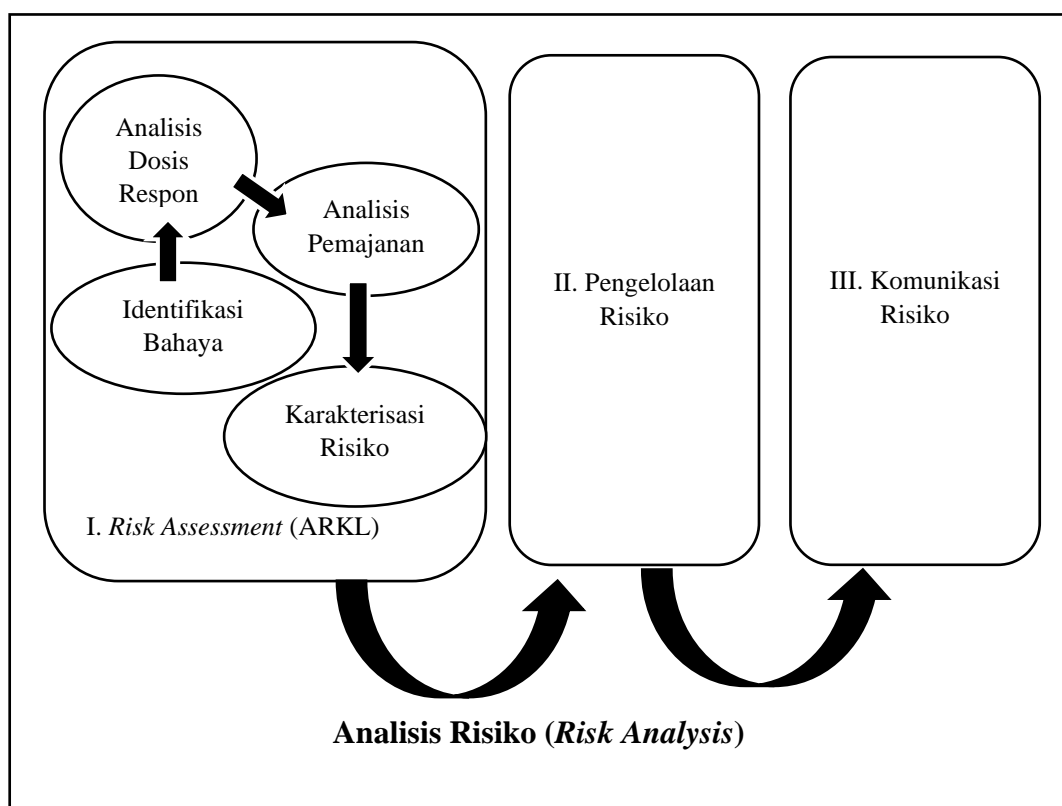 Analisis
Dosis
Respon
Analisis
Pemajanan
Identifikasi
Bahaya
Karakterisasi
Risiko
I. Risk Assessment (ARKL)
II. Pengelolaan
Risiko
III. Komunikasi
Risiko
Analisis Risiko (Risk Analysis)